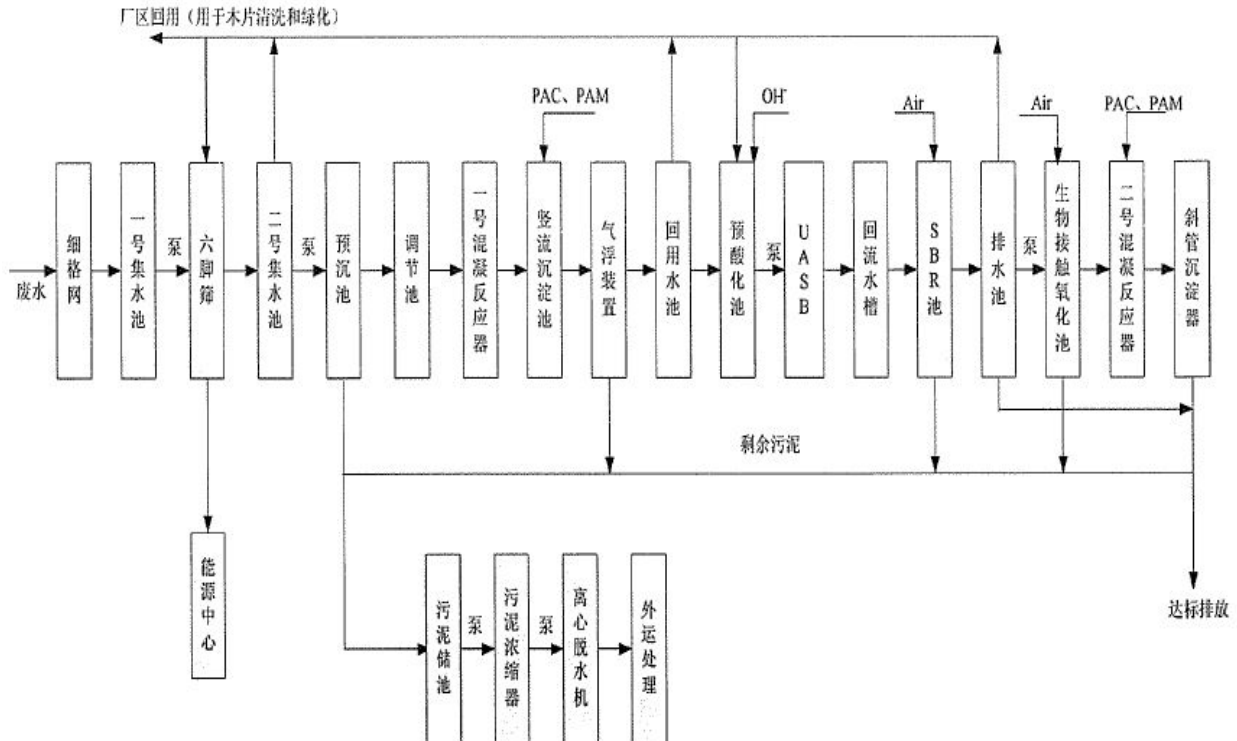 厂区回用（用于木片清洗和绿化）
PAC、PAM
OH-
Air
Air
PAC、PAM
废水
细格网
一号集水池
泵
六脚筛
二号集水池
泵
预沉池
调节池
一号混凝反应器
竖流沉淀池
气浮装置
回用水池
预酸化池
泵
UASB
回流水槽
SBR池
排水池
泵
生物接触氧化池
二号混凝反应器
斜管沉淀器
剩余污泥
能源中心
污泥储池
泵
污泥浓缩器
泵
离心脱水机
外运处理
达标排放